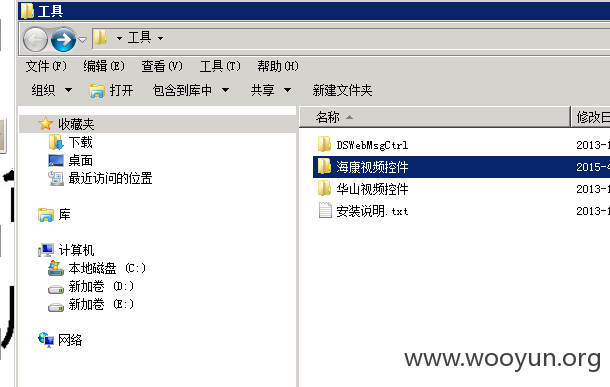 工具
工具
文件(F) 编辑(E) 查看(V) 工具(T) 帮助(H)
组织 打开 包含到库中 共享 新建文件夹
收藏夹
下载
桌面
最近访问的位置
库
计算机
本地磁盘 (C:)
新加卷 (D:)
新加卷 (E:)
网络
名称 修改日
DSWebMsgCtrl 2013-1
海康视频控件 2015-4
华山视频控件 2013-1
安装说明.txt 2013-1
www.wooyun.org